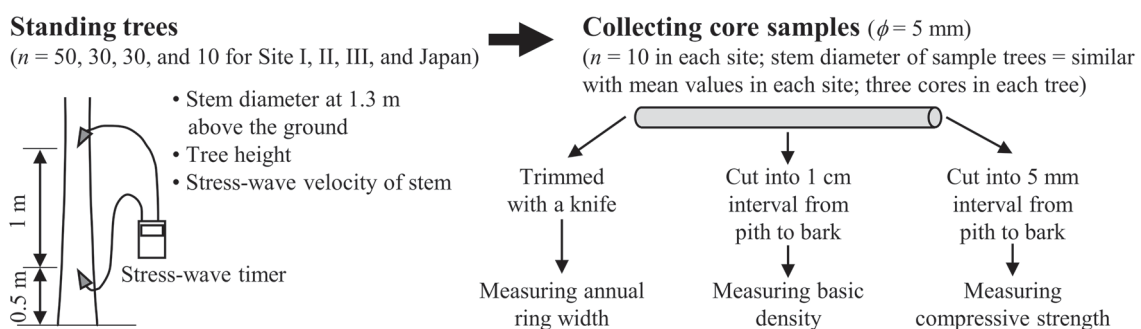 Standing trees
(n = 50, 30, 30, and 10 for Site I, II, III, and Japan)
• Stem diameter at 1.3 m
above the ground
• Tree height
• Stress-wave velocity of stem
1 m
0.5 m
Stress-wave timer
Collecting core samples (ϕ = 5 mm)
(n = 10 in each site; stem diameter of sample trees = similar
with mean values in each site; three cores in each tree)
Trimmed
with a knife
Measuring annual
ring width
Cut into 1 cm
interval from
pith to bark
Measuring basic
density
Cut into 5 mm
interval from
pith to bark
Measuring
compressive strength